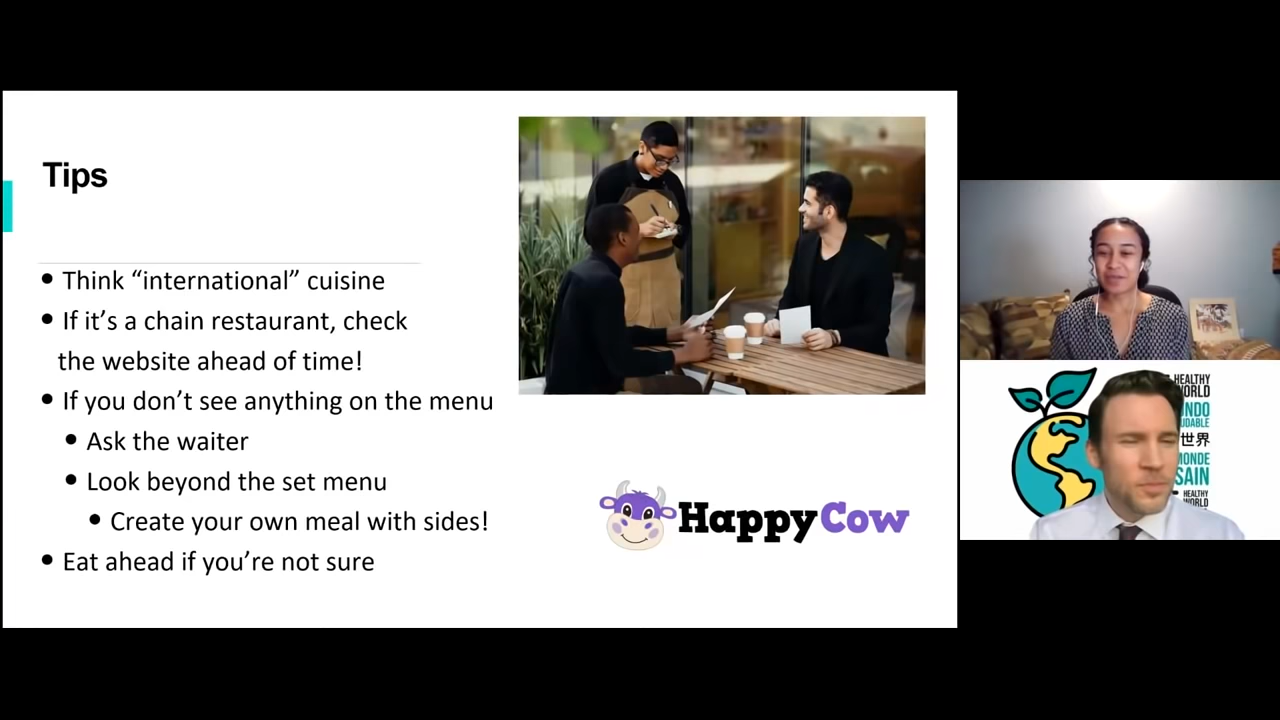 Tips
● Think “international” cuisine
● If it’s a chain restaurant, check
the website ahead of time!
● If you don’t see anything on the menu
● Ask the waiter
● Look beyond the set menu
● Create your own meal with sides!
● Eat ahead if you’re not sure
HappyCow
HEALTHY
WORLD
世界
MONDE
SAIN
HEALTHY
WORLD